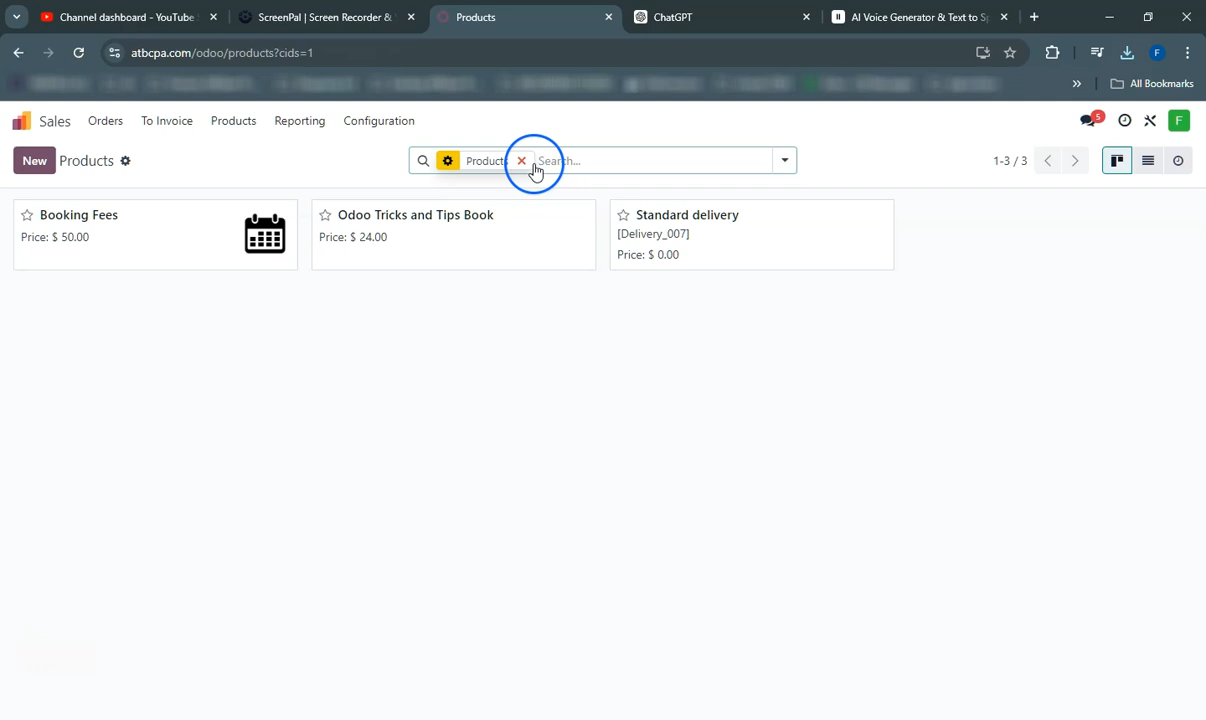 Channel dashboard - YouTube
ScreenPal | Screen Recorder &
Products
ChatGPT
AI Voice Generator & Text to Sp
atbcpa.com/odoo/products?cids=1
F
All Bookmarks
Sales
Orders
To Invoice
Products
Reporting
Configuration
5
F
New
Products
Product
Search...
1-3 / 3
Booking Fees
Price: $ 50.00
Odoo Tricks and Tips Book
Price: $ 24.00
Standard delivery
[Delivery_007]
Price: $ 0.00